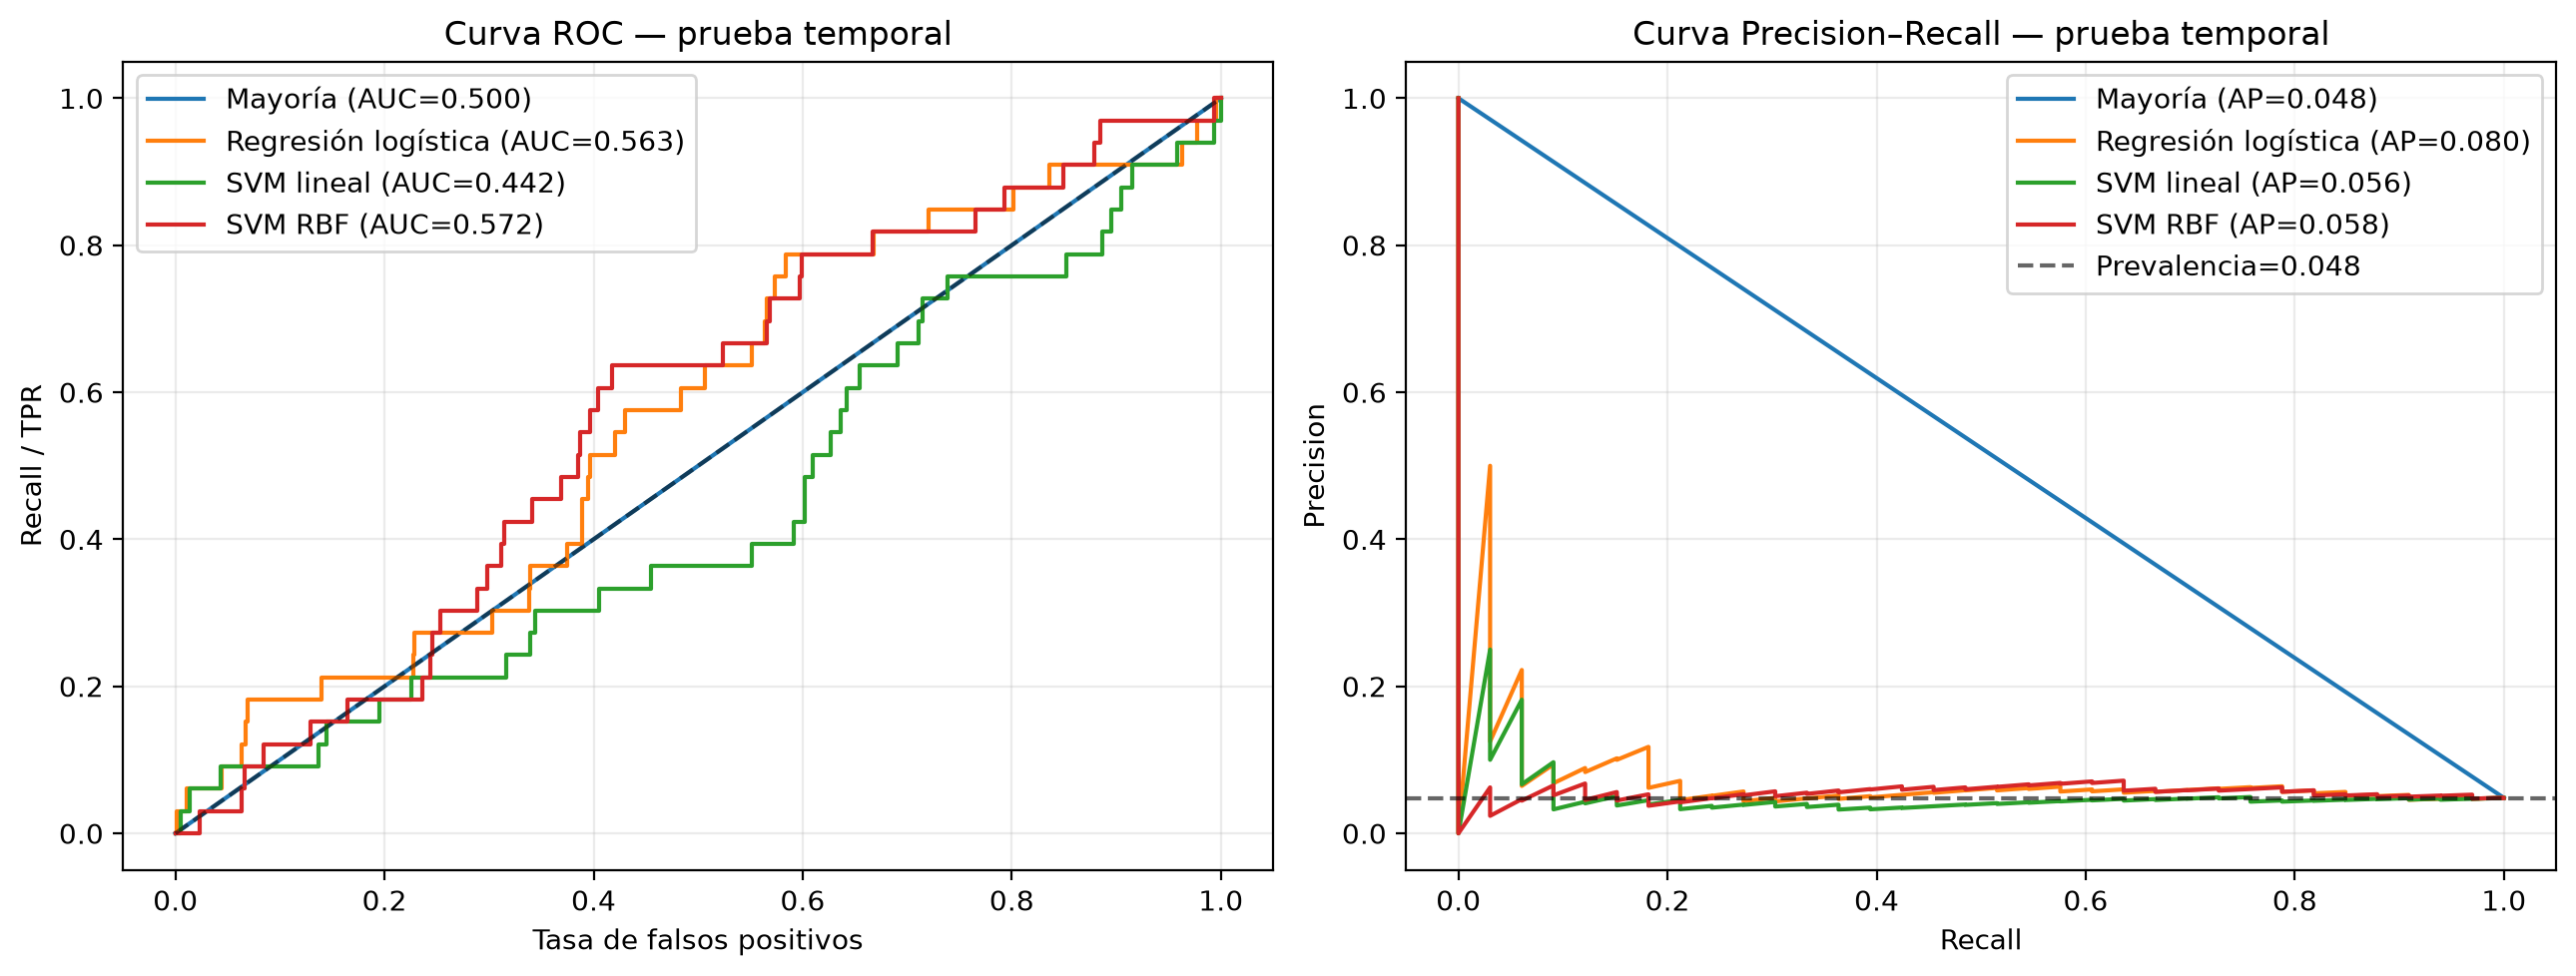 Curva ROC — prueba temporal
Mayoría (AUC=0.500)
Regresión logística (AUC=0.563)
SVM lineal (AUC=0.442)
SVM RBF (AUC=0.572)
Recall / TPR
1.0
0.8
0.6
0.4
0.2
0.0
0.0 0.2 0.4 0.6 0.8 1.0
Tasa de falsos positivos
Curva Precision–Recall — prueba temporal
Mayoría (AP=0.048)
Regresión logística (AP=0.080)
SVM lineal (AP=0.056)
SVM RBF (AP=0.058)
Prevalencia=0.048
Precision
1.0
0.8
0.6
0.4
0.2
0.0
0.0 0.2 0.4 0.6 0.8 1.0
Recall